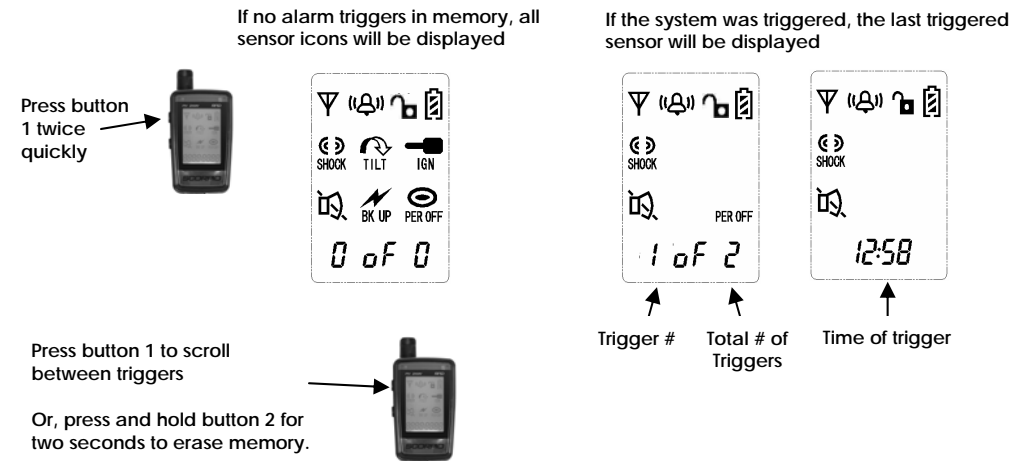 If no alarm triggers in memory, all
sensor icons will be displayed
If the system was triggered, the last triggered
sensor will be displayed
Press button
1 twice
quickly
SCORPIO
SHOCK TILT IGN
BK UP PER OFF
0 oF 0
SHOCK
PER OFF
1 oF 2
SHOCK
12:58
Trigger #
Total # of
Triggers
Time of trigger
Press button 1 to scroll
between triggers
Or, press and hold button 2 for
two seconds to erase memory.
SCORPIO